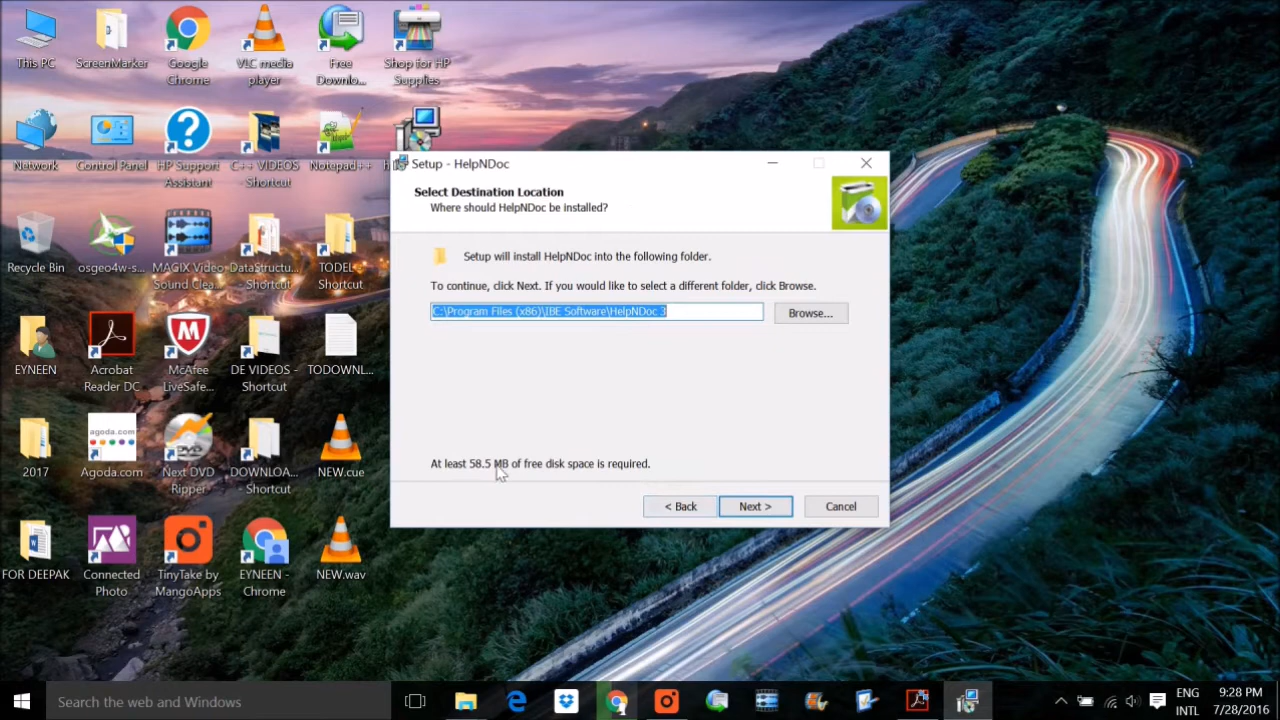 This PC
ScreenMarker
Google
Chrome
VLC media
player
Free
Downlo...
Shop for HP
Supplies
Network
Control Panel
HP Support
Assistant
C++ VIDEOS
- Shortcut
Notepad++
Recycle Bin
osgeo4w-s...
MAGIX Video
Sound Clea...
DataStructu...
- Shortcut
TODEL -
Shortcut
EYNEEN
Acrobat
Reader DC
McAfee
LiveSafe...
DE VIDEOS -
Shortcut
TODOWNL...
2017
agoda.com
Agoda.com
DVD
Next DVD
Ripper
DOWNLOA...
- Shortcut
NEW.cue
FOR DEEPAK
Connected
Photo
TinyTake by
MangoApps
EYNEEN -
Chrome
NEW.wav
Setup - HelpNDoc
Select Destination Location
Where should HelpNDoc be installed?
Setup will install HelpNDoc into the following folder.
To continue, click Next. If you would like to select a different folder, click Browse.
C:\Program Files (x86)\IBE Software\HelpNDoc 3
Browse...
At least 58.5 MB of free disk space is required.
< Back
Next >
Cancel
Search the web and Windows
ENG
INTL
9:28 PM
7/28/2016